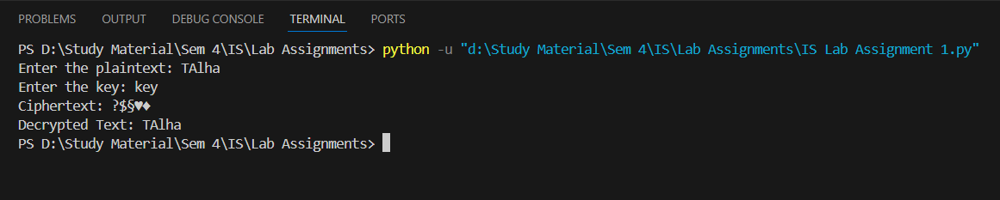 PROBLEMS OUTPUT DEBUG CONSOLE TERMINAL PORTS
PS D:\Study Material\Sem 4\IS\Lab Assignments> python -u "d:\Study Material\Sem 4\IS\Lab Assignments\IS Lab Assignment 1.py"
Enter the plaintext: TAlha
Enter the key: key
Ciphertext: ?$§♥♦
Decrypted Text: TAlha
PS D:\Study Material\Sem 4\IS\Lab Assignments>